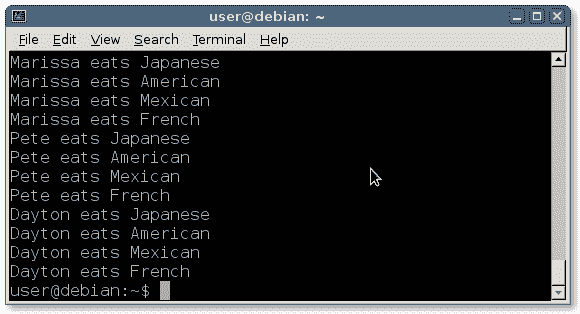 user@debian: ~
File Edit View Search Terminal Help
Marissa eats Japanese
Marissa eats American
Marissa eats Mexican
Marissa eats French
Pete eats Japanese
Pete eats American
Pete eats Mexican
Pete eats French
Dayton eats Japanese
Dayton eats American
Dayton eats Mexican
Dayton eats French
user@debian:~$